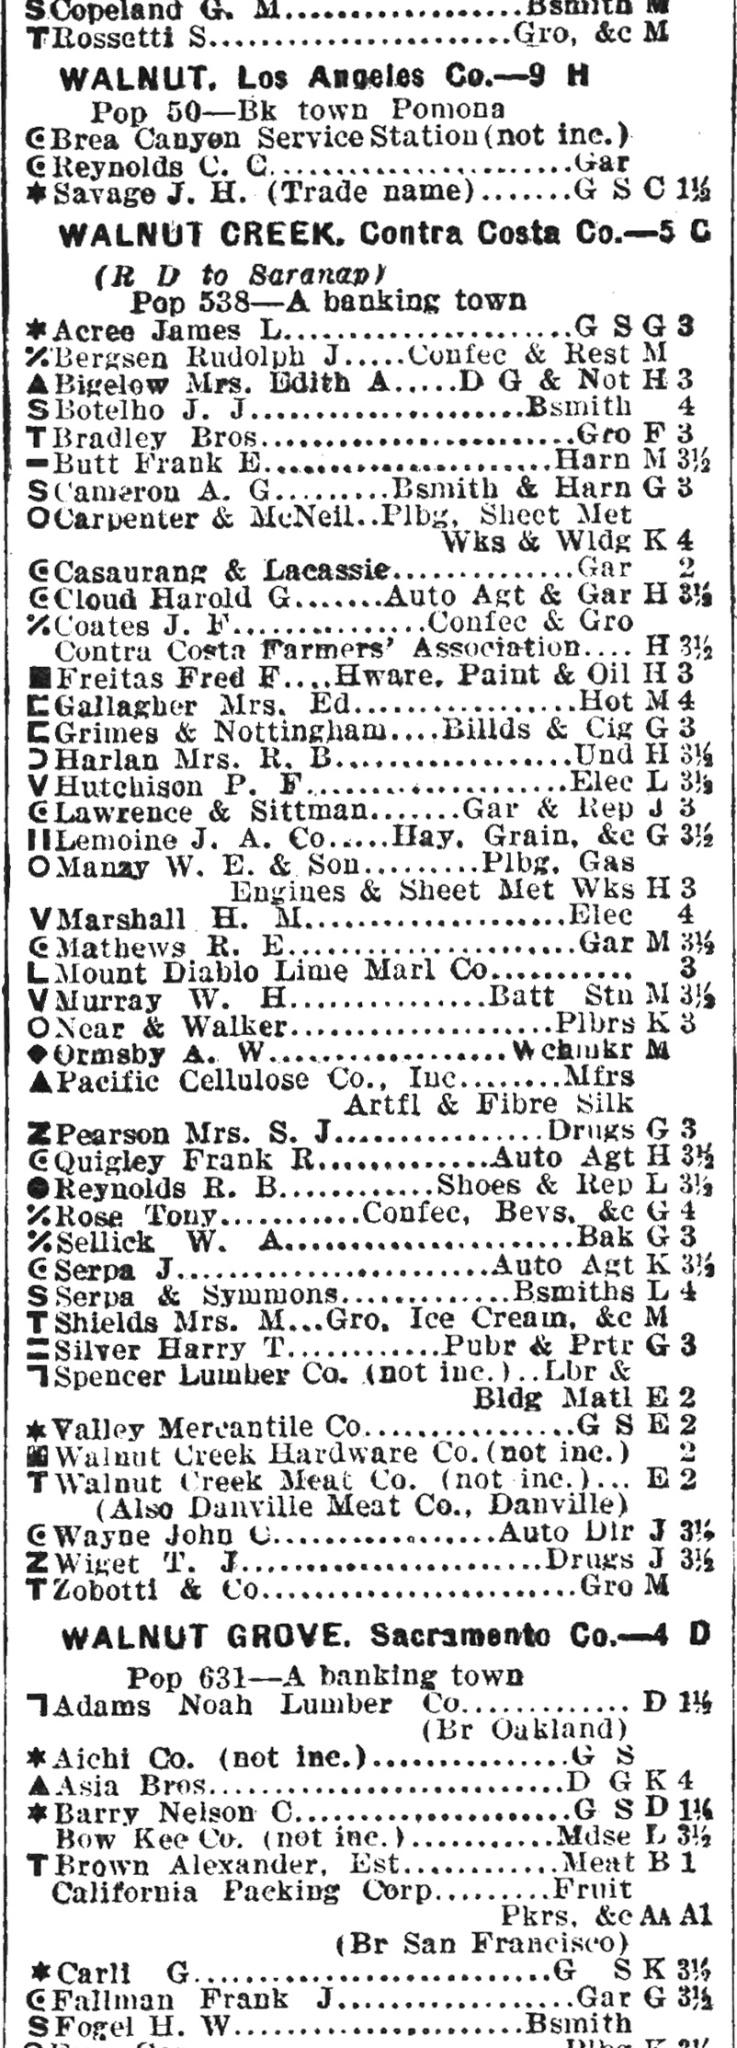 S Copeland G. M..........Bsmith M
T Rossetti S..........Gro, &c M
WALNUT, Los Angeles Co.—9 H
Pop 50—Bk town Pomona
Brea Canyon Service Station (not inc.)
Reynolds C. C..........Gar
* Savage J. H. (Trade name).......G S C 1½
WALNUT CREEK, Contra Costa Co.—5 C
(R D to Saranap)
Pop 538—A banking town
* Acree James L..........G S G 3
Bergsen Rudolph J.....Confec & Rest M
▲ Bigelow Mrs. Edith A.....D G & Not H 3
S Botelho J. J..........Bsmith 4
T Bradley Bros..........Gro F 3
– Butt Frank E..........Harn M 3½
S Cameron A. G.........Bsmith & Harn G 3
O Carpenter & McNeil..Plbg, Sheet Met
Wks & Wldg K 4
Casaurang & Lacassie..........Gar 2
Cloud Harold G.......Auto Agt & Gar H 3½
Coates J. F..........Confec & Gro
Contra Costa Farmers' Association.... H 3½
■ Freitas Fred F....Hware, Paint & Oil H 3
Gallagher Mrs. Ed..........Hot M 4
Grimes & Nottingham....Billds & Cig G 3
Harlan Mrs. R. B..........Und H 3½
V Hutchison P. F..........Elec L 3½
Lawrence & Sittman.......Gar & Rep J 3
II Lemoine J. A. Co.....Hay, Grain, &c G 3½
O Manay W. E. & Son.........Plbg, Gas
Engines & Sheet Met Wks H 3
V Marshall H. M..........Elec 4
Mathews R. E..........Gar M 3½
L Mount Diablo Lime Marl Co.......... 3
V Murray W. H..........Batt Stn M 3½
O Near & Walker..........Plbrs K 3
◆ Ormsby A. W..........Wchmkr M
▲ Pacific Cellulose Co., Inc........Mfrs
Artfl & Fibre Silk
Z Pearson Mrs. S. J..........Drugs G 3
Quigley Frank R..........Auto Agt H 3½
● Reynolds R. B..........Shoes & Rep L 3½
Rose Tony..........Confec, Bevs, &c G 4
Sellick W. A..........Bak G 3
Serpa J..........Auto Agt K 3½
S Serpa & Symmons..........Bsmiths L 4
T Shields Mrs. M...Gro, Ice Cream, &c M
Silver Harry T..........Pubr & Prtr G 3
Spencer Lumber Co. (not inc.)..Lbr &
Bldg Matl E 2
* Valley Mercantile Co..........G S E 2
Walnut Creek Hardware Co. (not inc.) 2
T Walnut Creek Meat Co. (not inc.)... E 2
(Also Danville Meat Co., Danville)
Wayne John C..........Auto Dlr J 3½
Z Wiget T. J..........Drugs J 3½
T Zobotti & Co..........Gro M
WALNUT GROVE, Sacramento Co.—4 D
Pop 631—A banking town
Adams Noah Lumber Co.......... D 1½
(Br Oakland)
* Aichi Co. (not inc.)..........G S
▲ Asia Bros..........D G K 4
* Barry Nelson C..........G S D 1½
Bow Kee Co. (not inc.)..........Mdse L 3½
T Brown Alexander, Est..........Meat B 1
California Packing Corp.........Fruit
Pkrs, &c AA A1
(Br San Francisco)
* Carli G..........G S K 3½
Fallman Frank J..........Gar G 3½
S Fogel H. W..........Bsmith